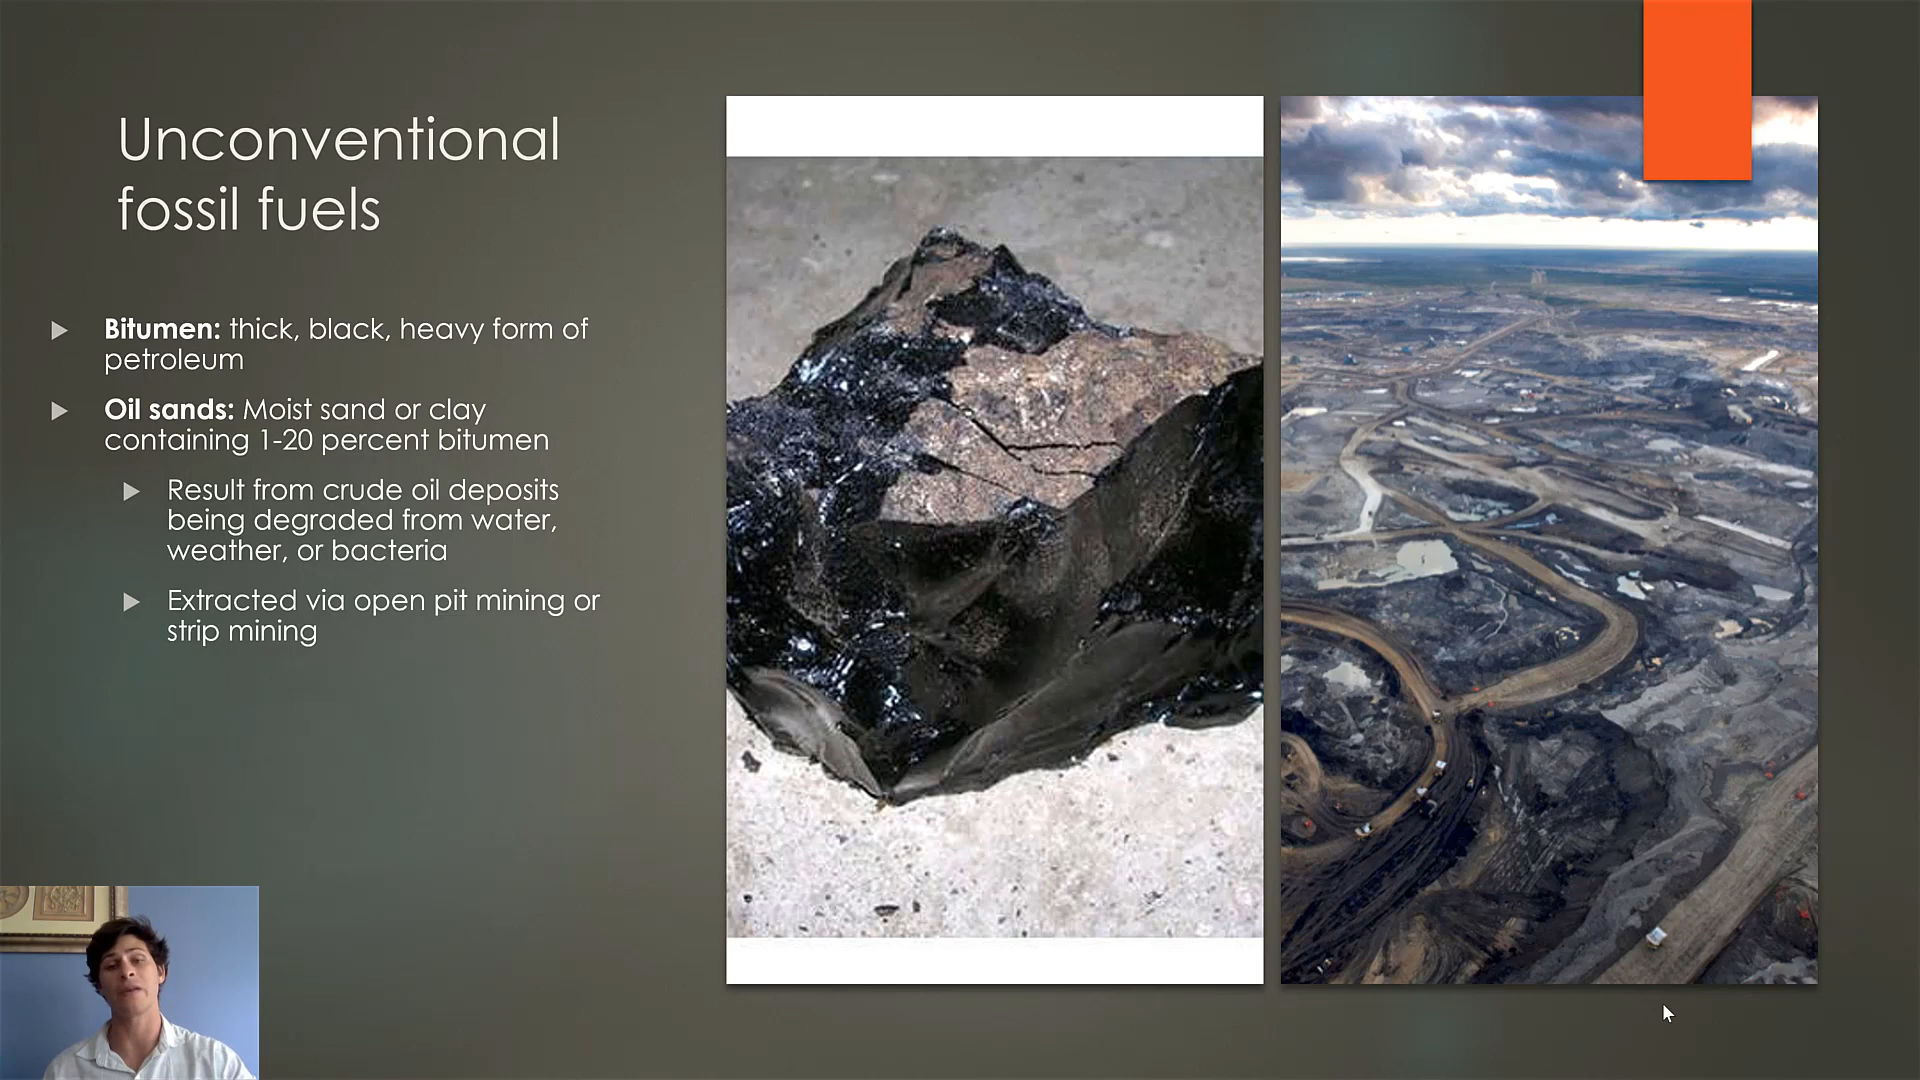 Unconventional
fossil fuels
Bitumen: thick, black, heavy form of
petroleum
Oil sands: Moist sand or clay
containing 1-20 percent bitumen
Result from crude oil deposits
being degraded from water,
weather, or bacteria
Extracted via open pit mining or
strip mining